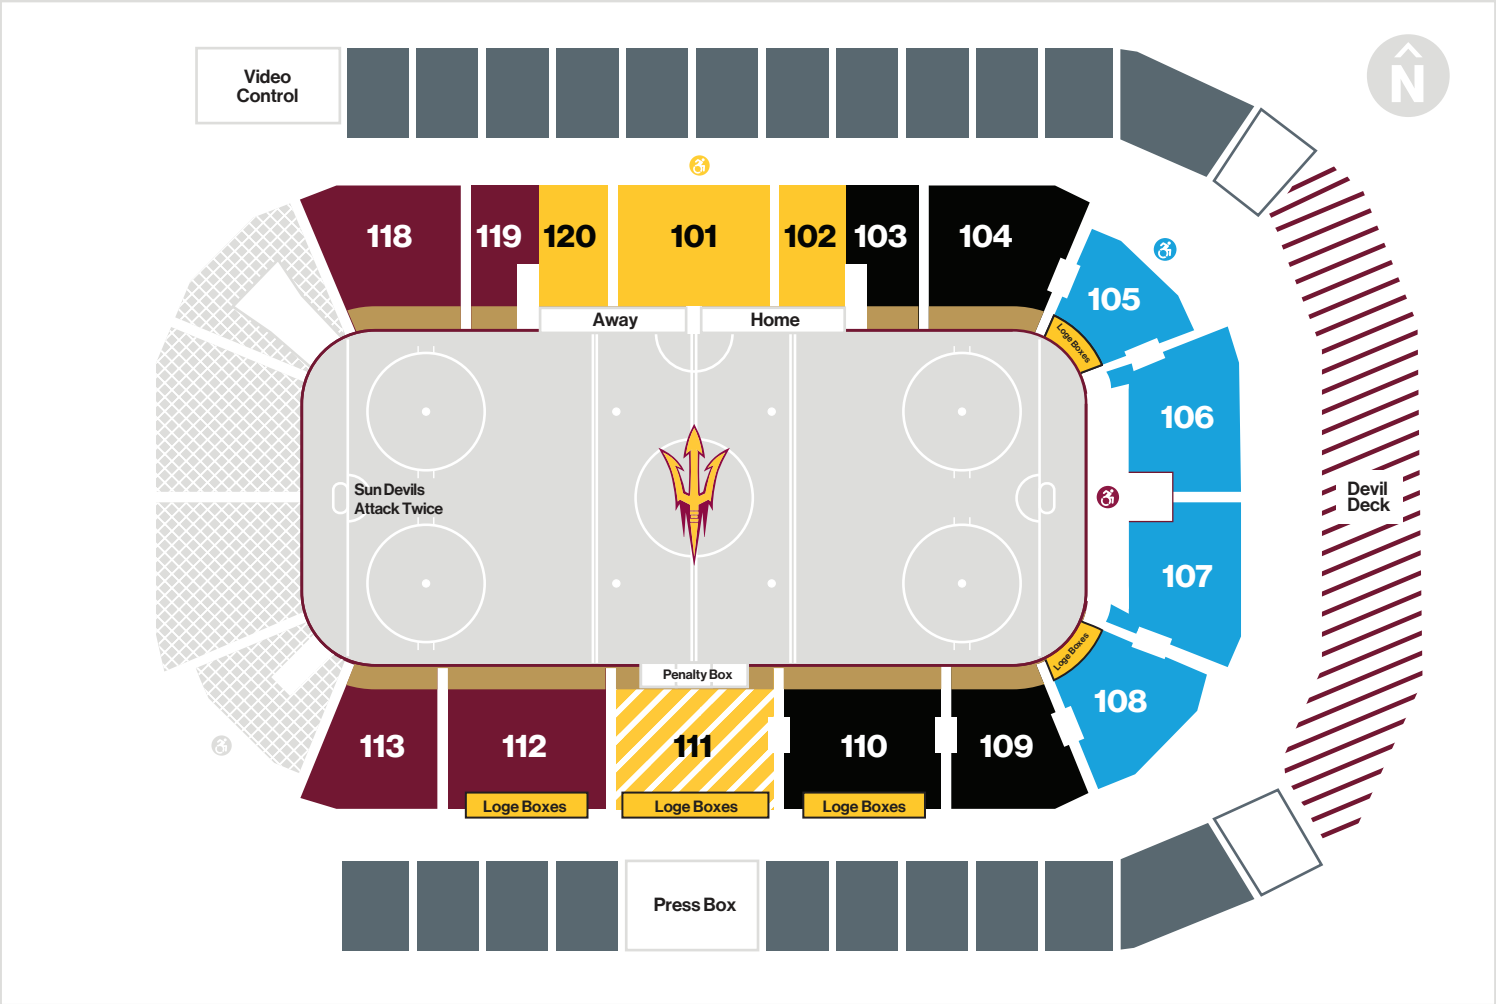 Video
Control
N
118
119
120
101
102
103
104
Away
Home
105
Loge Boxes
106
Sun Devils
Attack Twice
Devil
Deck
107
Loge Boxes
Penalty Box
108
113
112
111
110
109
Loge Boxes
Loge Boxes
Loge Boxes
Press Box